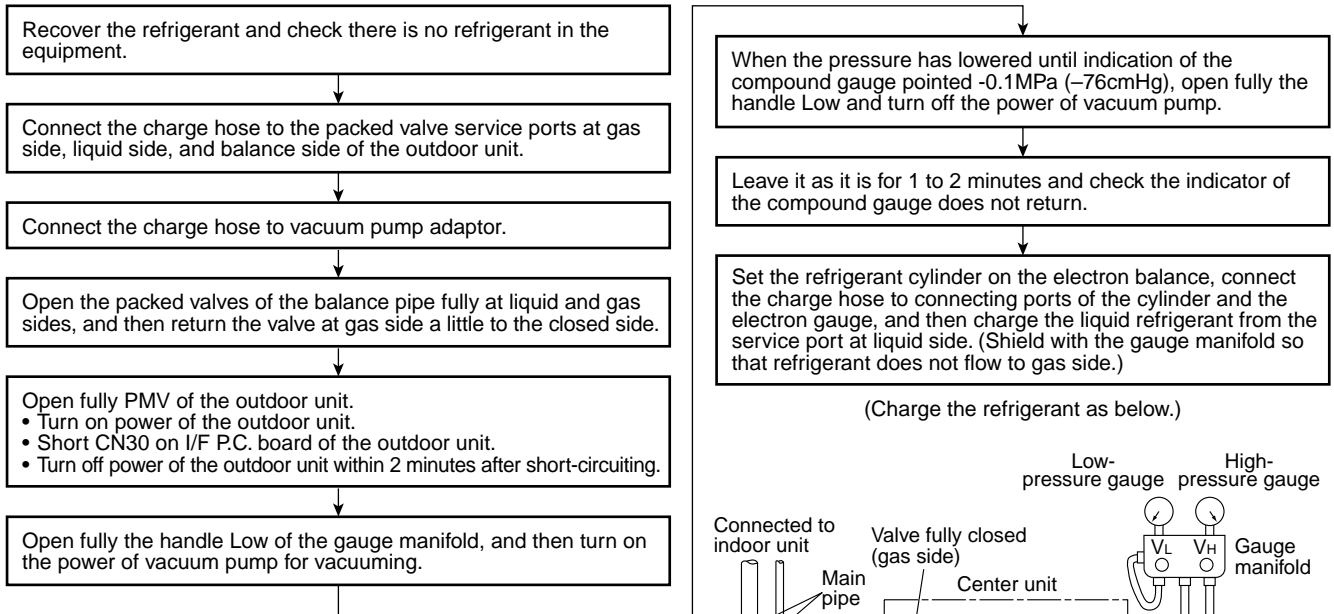 Recover the refrigerant and check there is no refrigerant in the
equipment.
Connect the charge hose to the packed valve service ports at gas
side, liquid side, and balance side of the outdoor unit.
Connect the charge hose to vacuum pump adaptor.
Open the packed valves of the balance pipe fully at liquid and gas
sides, and then return the valve at gas side a little to the closed side.
Open fully PMV of the outdoor unit.
• Turn on power of the outdoor unit.
• Short CN30 on I/F P.C. board of the outdoor unit.
• Turn off power of the outdoor unit within 2 minutes after short-circuiting.
Open fully the handle Low of the gauge manifold, and then turn on
the power of vacuum pump for vacuuming.
When the pressure has lowered until indication of the
compound gauge pointed -0.1MPa (–76cmHg), open fully the
handle Low and turn off the power of vacuum pump.
Leave it as it is for 1 to 2 minutes and check the indicator of
the compound gauge does not return.
Set the refrigerant cylinder on the electron balance, connect
the charge hose to connecting ports of the cylinder and the
electron gauge, and then charge the liquid refrigerant from the
service port at liquid side. (Shield with the gauge manifold so
that refrigerant does not flow to gas side.)
(Charge the refrigerant as below.)
Low-
pressure gauge
High-
pressure gauge
Connected to
indoor unit
Valve fully closed
(gas side)
VL
VH
Gauge
manifold
Main
pipe
Center unit